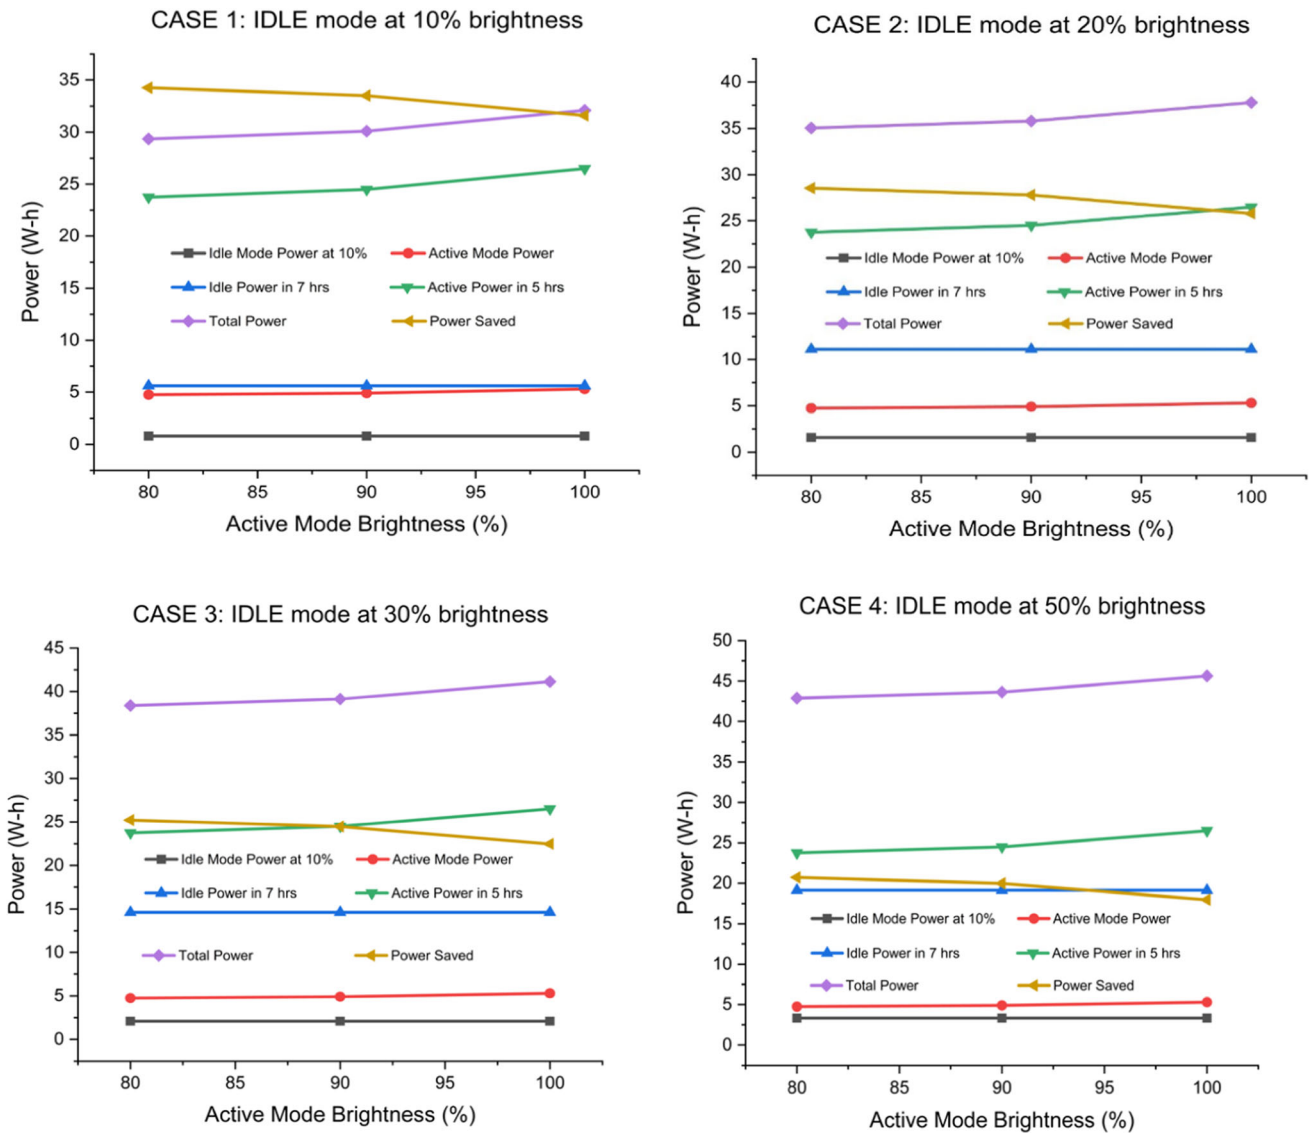 CASE 1: IDLE mode at 10% brightness
Power (W-h)
35
30
25
20
15
10
5
0
Idle Mode Power at 10% Active Mode Power
Idle Power in 7 hrs Active Power in 5 hrs
Total Power Power Saved
80 85 90 95 100
Active Mode Brightness (%)
CASE 2: IDLE mode at 20% brightness
Power (W-h)
40
35
30
25
20
15
10
5
0
Idle Mode Power at 10% Active Mode Power
Idle Power in 7 hrs Active Power in 5 hrs
Total Power Power Saved
80 85 90 95 100
Active Mode Brightness (%)
CASE 3: IDLE mode at 30% brightness
Power (W-h)
45
40
35
30
25
20
15
10
5
0
Idle Mode Power at 10% Active Mode Power
Idle Power in 7 hrs Active Power in 5 hrs
Total Power Power Saved
80 85 90 95 100
Active Mode Brightness (%)
CASE 4: IDLE mode at 50% brightness
Power (W-h)
50
45
40
35
30
25
20
15
10
5
0
Idle Mode Power at 10% Active Mode Power
Idle Power in 7 hrs Active Power in 5 hrs
Total Power Power Saved
80 85 90 95 100
Active Mode Brightness (%)